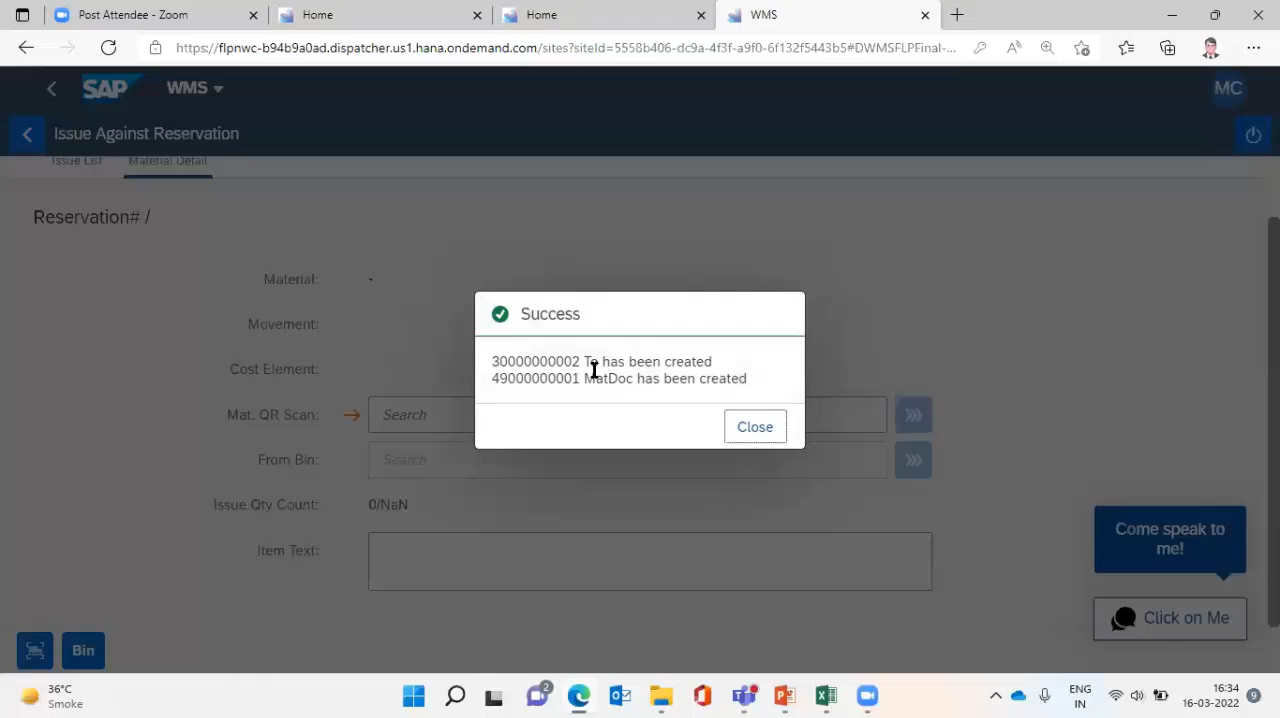 Post Attendee - Zoom
Home
Home
WMS
https://flpnwc-b94b9a0ad.dispatcher.us1.hana.ondemand.com/sites?siteId=5558b406-dc9a-4f3f-a9f0-6f132f5443b5#DWMSFLPFinal-...
SAP
WMS
MC
Issue Against Reservation
Issue List
Material Detail
Reservation# /
Material: -
Movement:
Cost Element:
Mat. QR Scan: Search
From Bin: Search
Issue Qty Count: 0/NaN
Item Text:
Success
30000000002 To has been created
49000000001 MatDoc has been created
Close
Come speak to
me!
Click on Me
Bin
36°C
Smoke
2
ENG
IN
16:34
16-03-2022
9